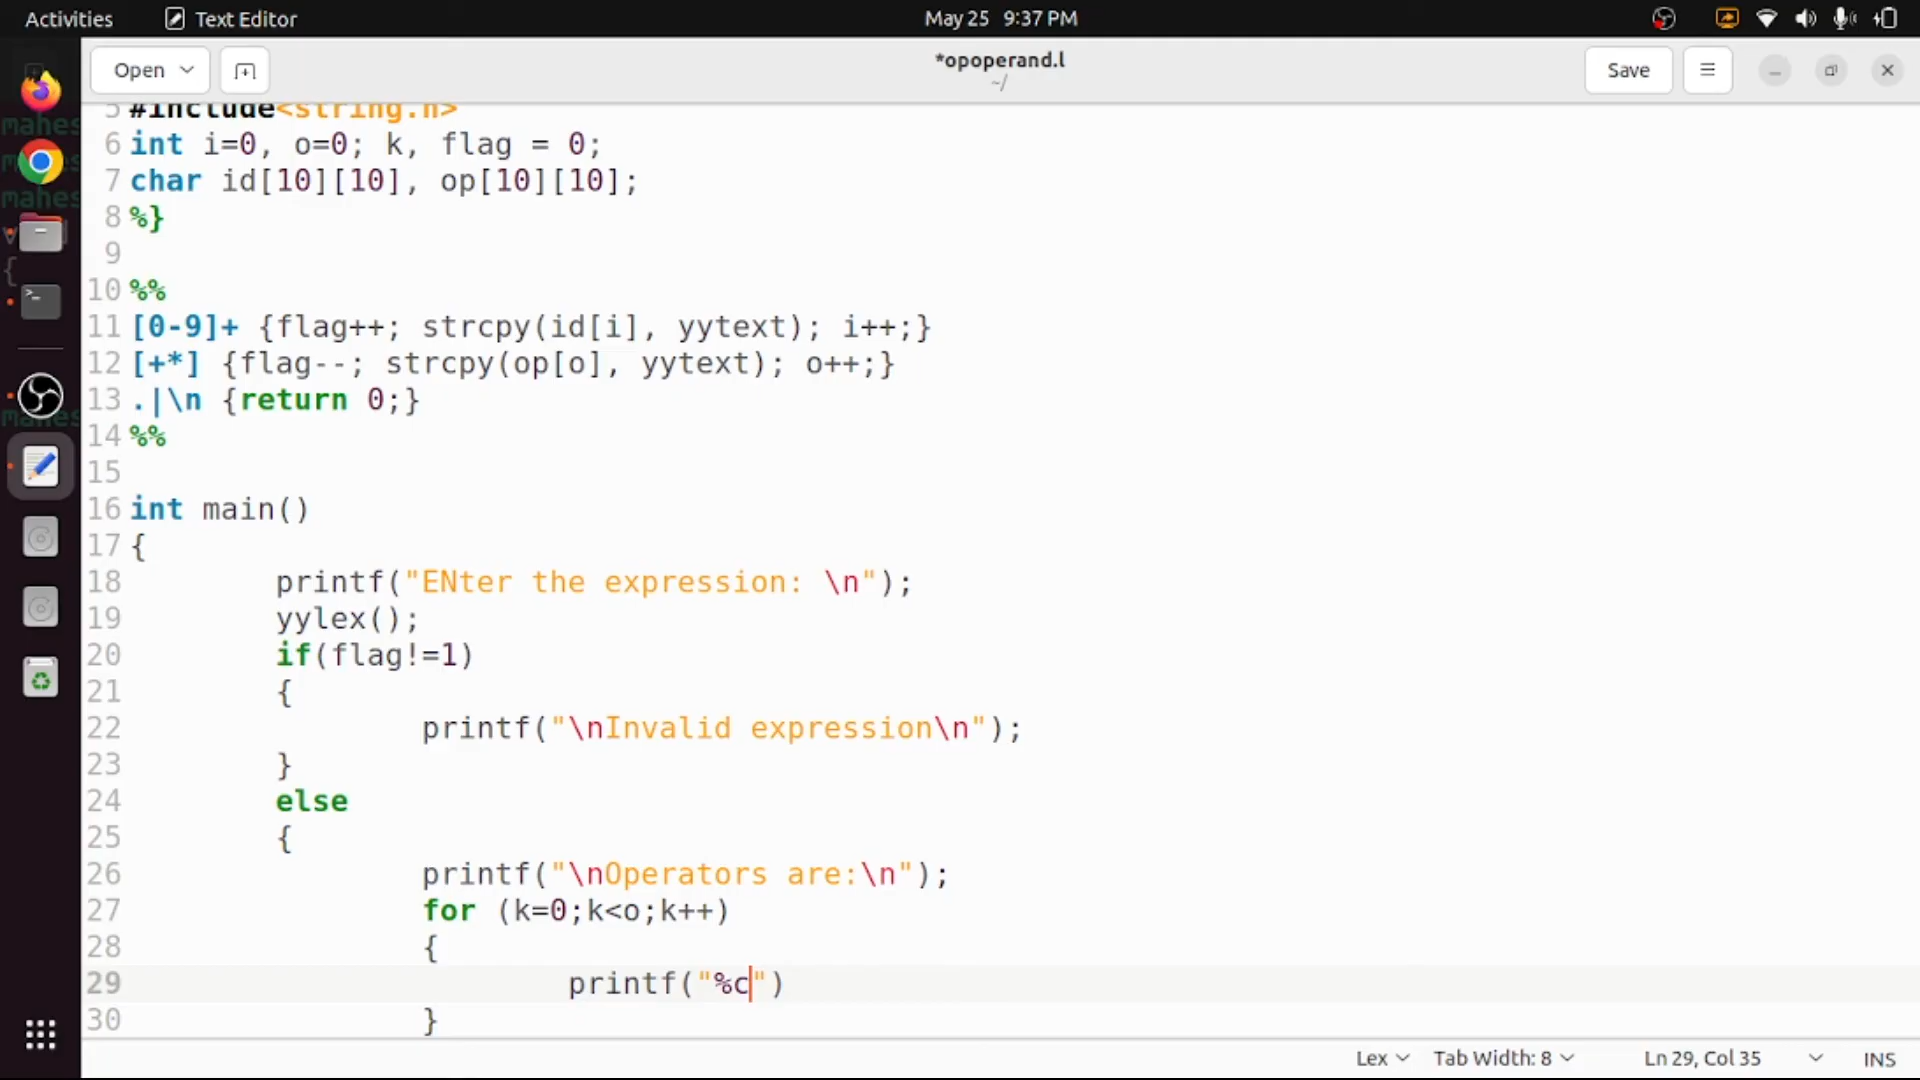 Activities Text Editor May 25 9:37 PM
Open *opoperand.l Save
~/
5 #include<string.h>
6 int i=0, o=0; k, flag = 0;
7 char id[10][10], op[10][10];
8 %}
9
10 %%
11 [0-9]+ {flag++; strcpy(id[i], yytext); i++;}
12 [+*] {flag--; strcpy(op[o], yytext); o++;}
13 .|\n {return 0;}
14 %%
15
16 int main()
17 {
18 printf("ENter the expression: \n");
19 yylex();
20 if(flag!=1)
21 {
22 printf("\nInvalid expression\n");
23 }
24 else
25 {
26 printf("\nOperators are:\n");
27 for (k=0;k<o;k++)
28 {
29 printf("%c")
30 }
Lex Tab Width: 8 Ln 29, Col 35 INS